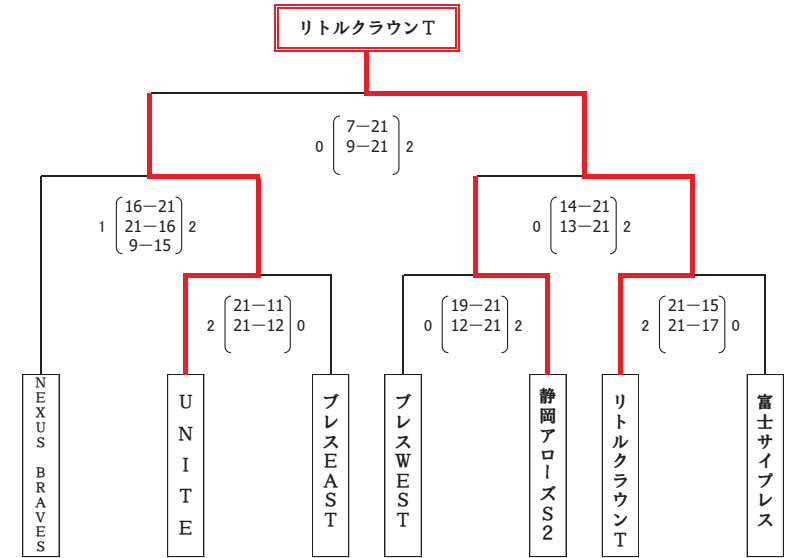 リトルクラウンT
7－21
0 9－21 2
16－21
1 21－16 2
9－15
14－21
0 13－21 2
21－11
2 21－12 0
19－21
0 12－21 2
21－15
2 21－17 0
NEXUS BRAVES
UNITE
ブレスEAST
ブレスWEST
静岡アローズS2
リトルクラウンT
富士サイプレス